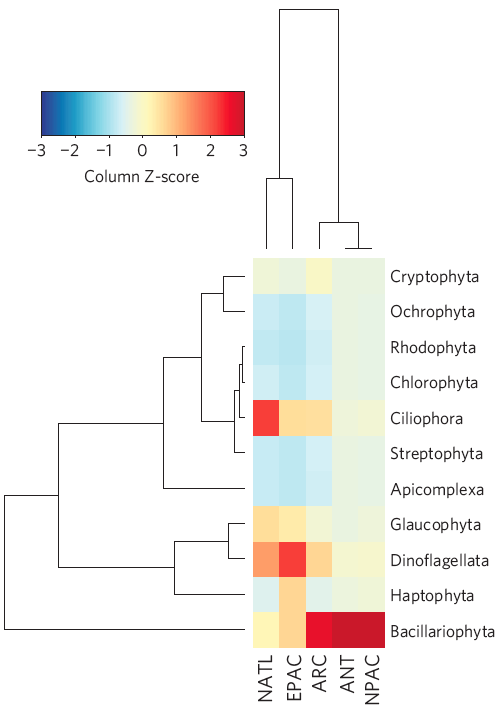 −3 −2 −1 0 1 2 3
Column Z-score
Cryptophyta
Ochrophyta
Rhodophyta
Chlorophyta
Ciliophora
Streptophyta
Apicomplexa
Glaucophyta
Dinoflagellata
Haptophyta
Bacillariophyta
NATL
EPAC
ARC
ANT
NPAC